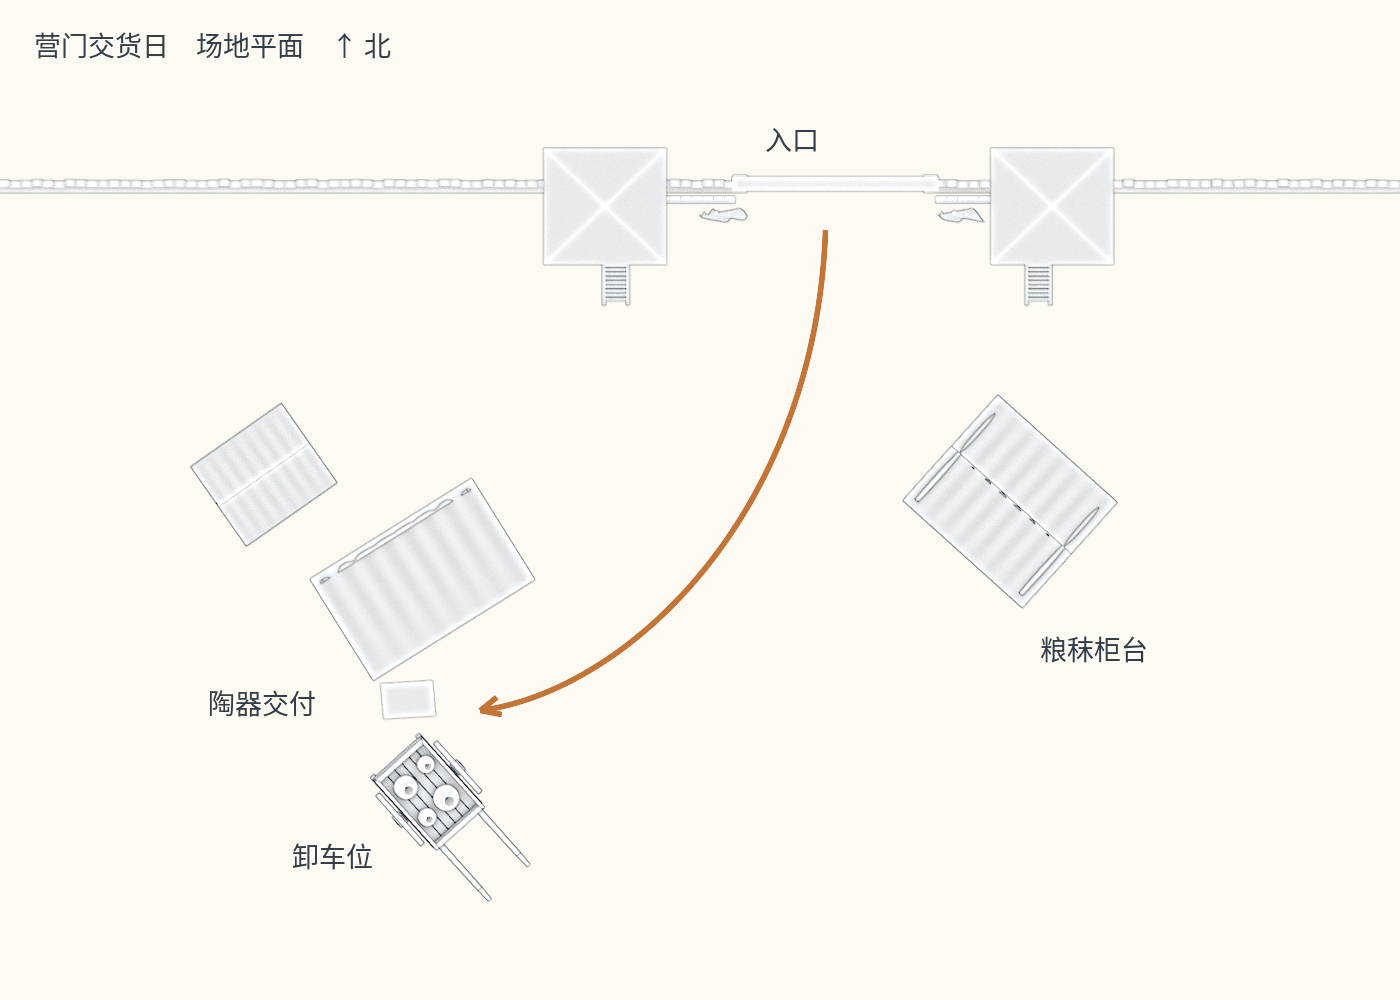 营门交货日　场地平面　↑ 北
入口
粮秣柜台
陶器交付
卸车位